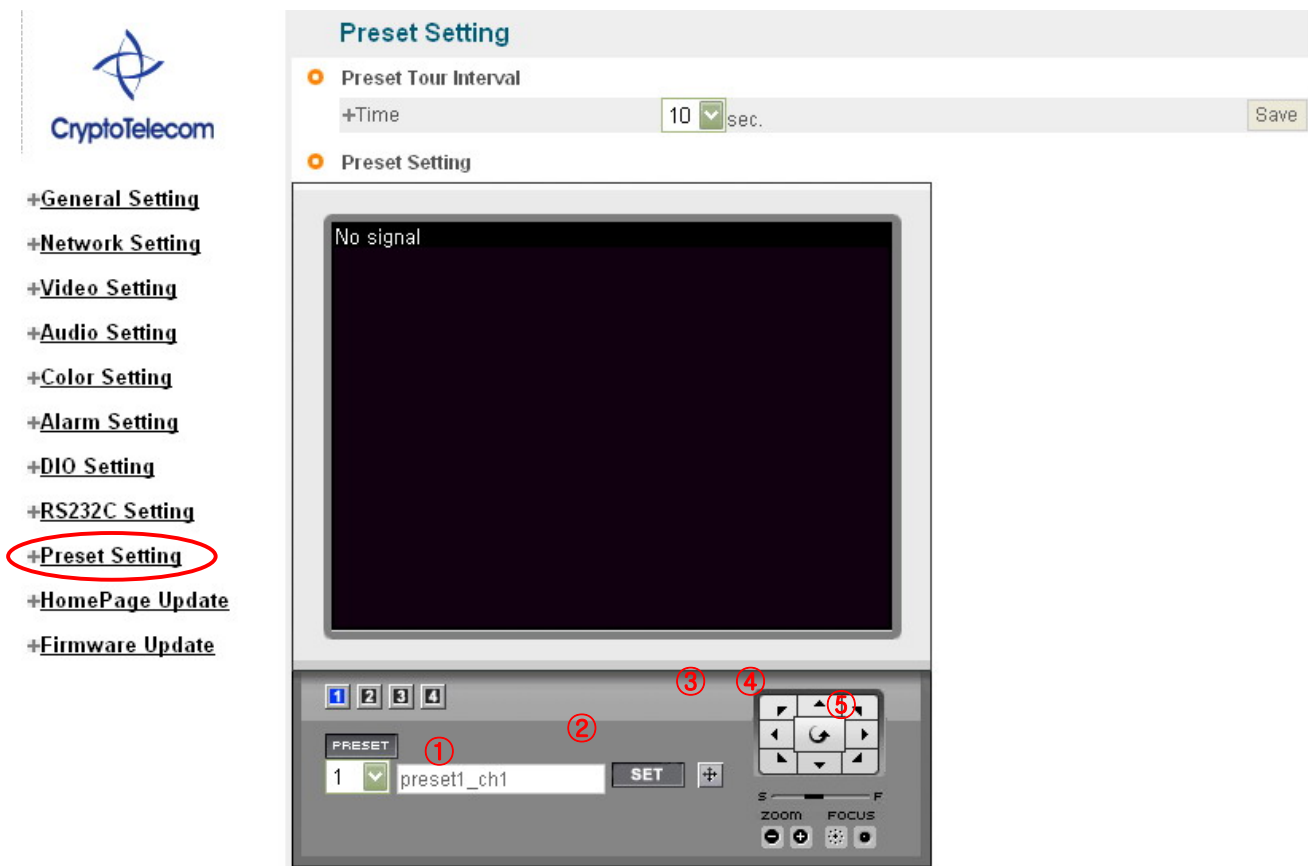 CryptoTelecom
+General Setting
+Network Setting
+Video Setting
+Audio Setting
+Color Setting
+Alarm Setting
+DIO Setting
+RS232C Setting
+Preset Setting
+HomePage Update
+Firmware Update
Preset Setting
Preset Tour Interval
+Time 10 sec. Save
Preset Setting
No signal
③ ④
1 2 3 4
⑤
②
PRESET ①
1 preset1_ch1 SET
S F
ZOOM FOCUS